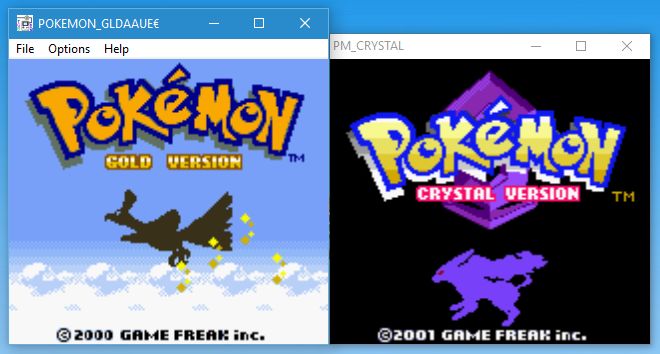 POKEMON_GLDAAUE€
File Options Help
POKéMON
™
GOLD VERSION
©2000 GAME FREAK inc.
PM_CRYSTAL
POKéMON
CRYSTAL VERSION
™
©2001 GAME FREAK inc.